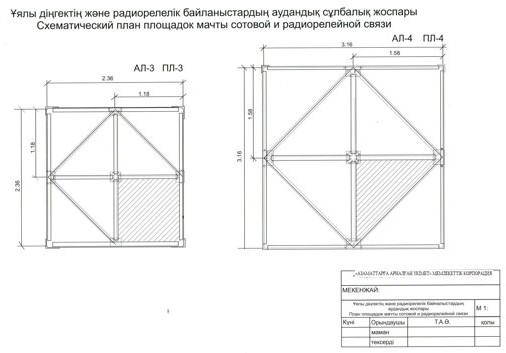 Ұялы діңгектің және радиорелелік байланыстардың аудандық сұлбалық жоспары
Схематический план площадок мачты сотовой и радиорелейной связи
АЛ-3 ПЛ-3
2.36
1.18
1.18
2.36
АЛ-4 ПЛ-4
3.16
1.58
1.58
3.16
«АЗАМАТТАРҒА АРНАЛҒАН ҮКІМЕТ» МЕМЛЕКЕТТІК КОРПОРАЦИЯ
МЕКЕНЖАЙ:
Ұялы діңгектің және радиорелелік байланыстардың
аудандық жоспары
План площадок мачты сотовой и радиорелейной связи
М 1:
Күні Орындаушы Т.А.Ә. қолы
маман
тексерді